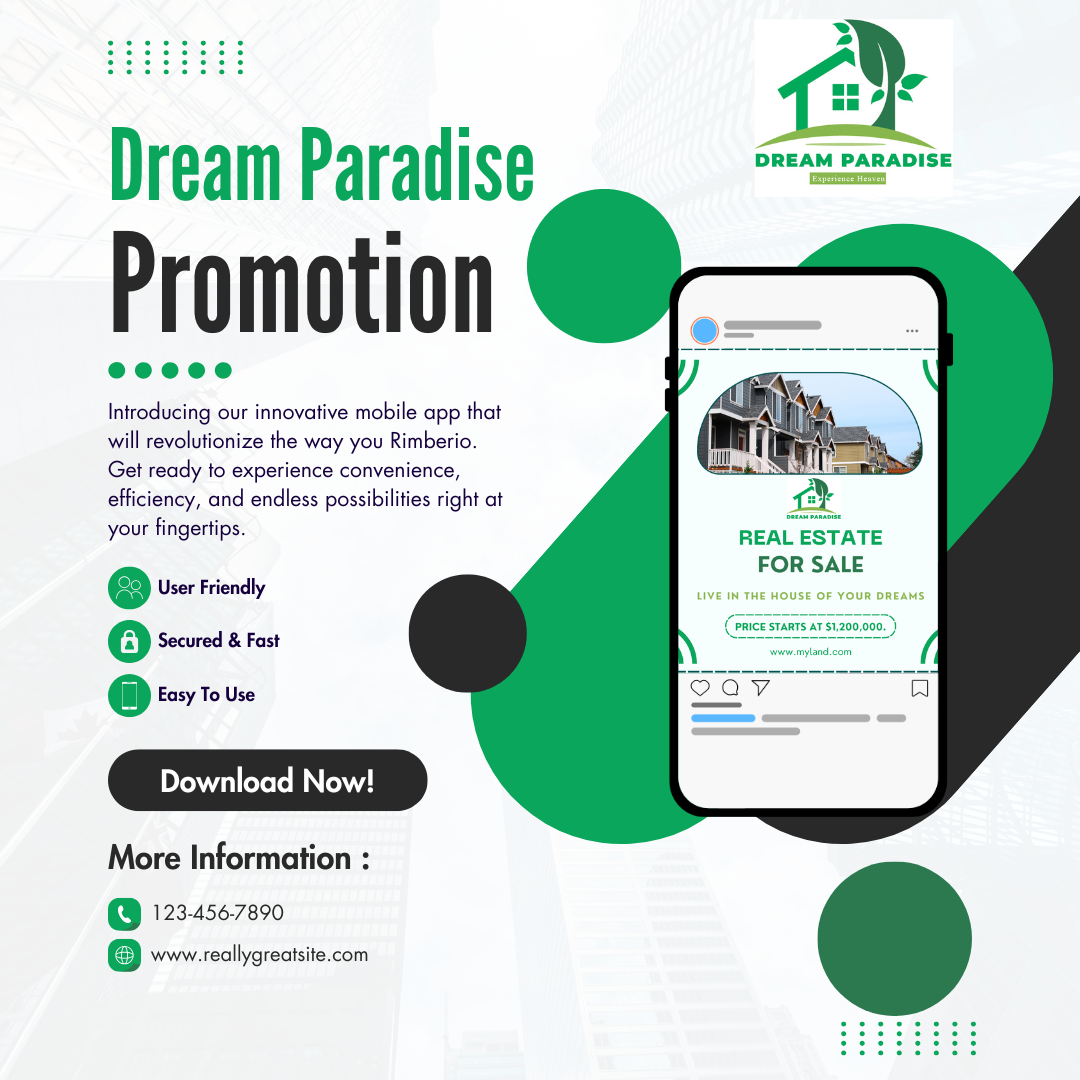 DREAM PARADISE
Experience Heaven
Dream Paradise
Promotion
Introducing our innovative mobile app that
will revolutionize the way you Rimberio.
Get ready to experience convenience,
efficiency, and endless possibilities right at
your fingertips.
User Friendly
Secured & Fast
Easy To Use
Download Now!
More Information :
123-456-7890
www.reallygreatsite.com
DREAM PARADISE
REAL ESTATE
FOR SALE
LIVE IN THE HOUSE OF YOUR DREAMS
PRICE STARTS AT $1,200,000.
www.myland.com